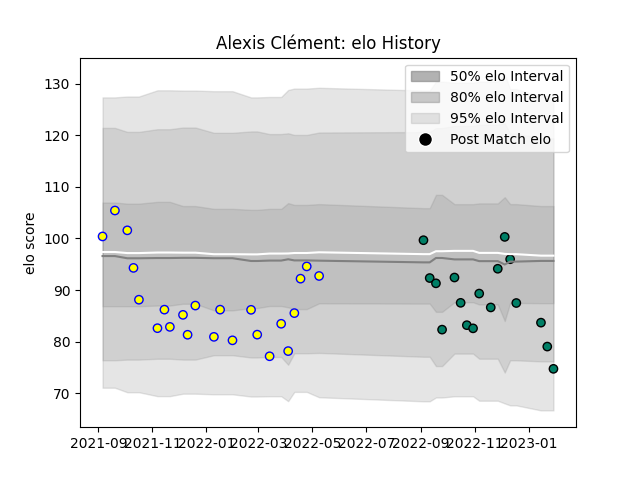 Alexis Clément: elo History
50% elo Interval
80% elo Interval
95% elo Interval
Post Match elo
elo score
130
120
110
100
90
80
70
2021-09 2021-11 2022-01 2022-03 2022-05 2022-07 2022-09 2022-11 2023-01